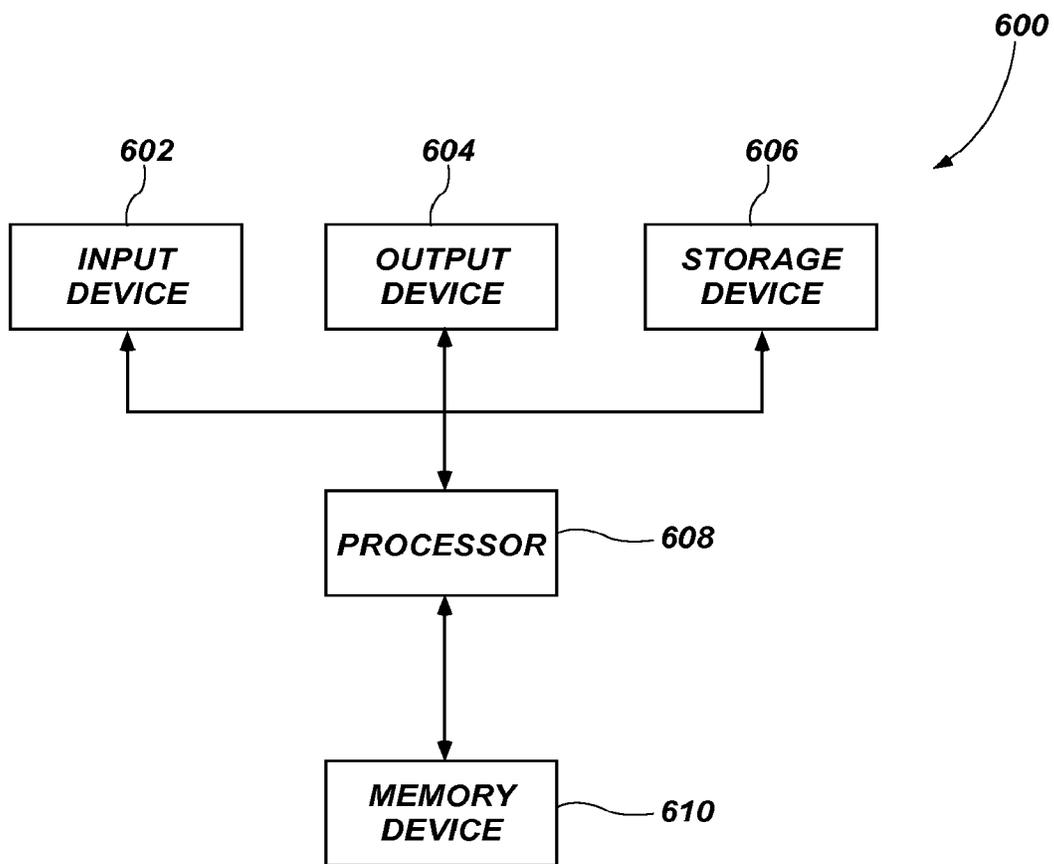 600
602
604
606
INPUT
DEVICE
OUTPUT
DEVICE
STORAGE
DEVICE
PROCESSOR
608
MEMORY
DEVICE
610